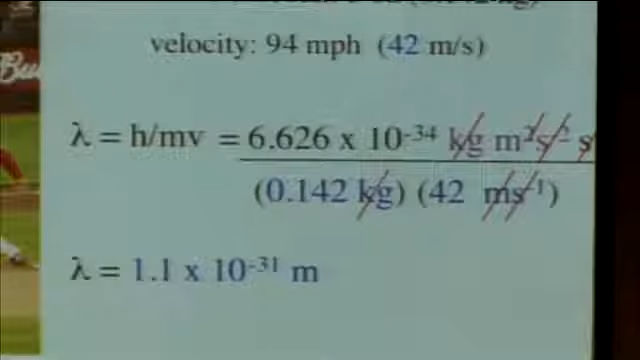 velocity: 94 mph (42 m/s)
λ = h/mv = 6.626 x 10⁻³⁴ kg m² s⁻² s
(0.142 kg) (42 ms⁻¹)
λ = 1.1 x 10⁻³¹ m